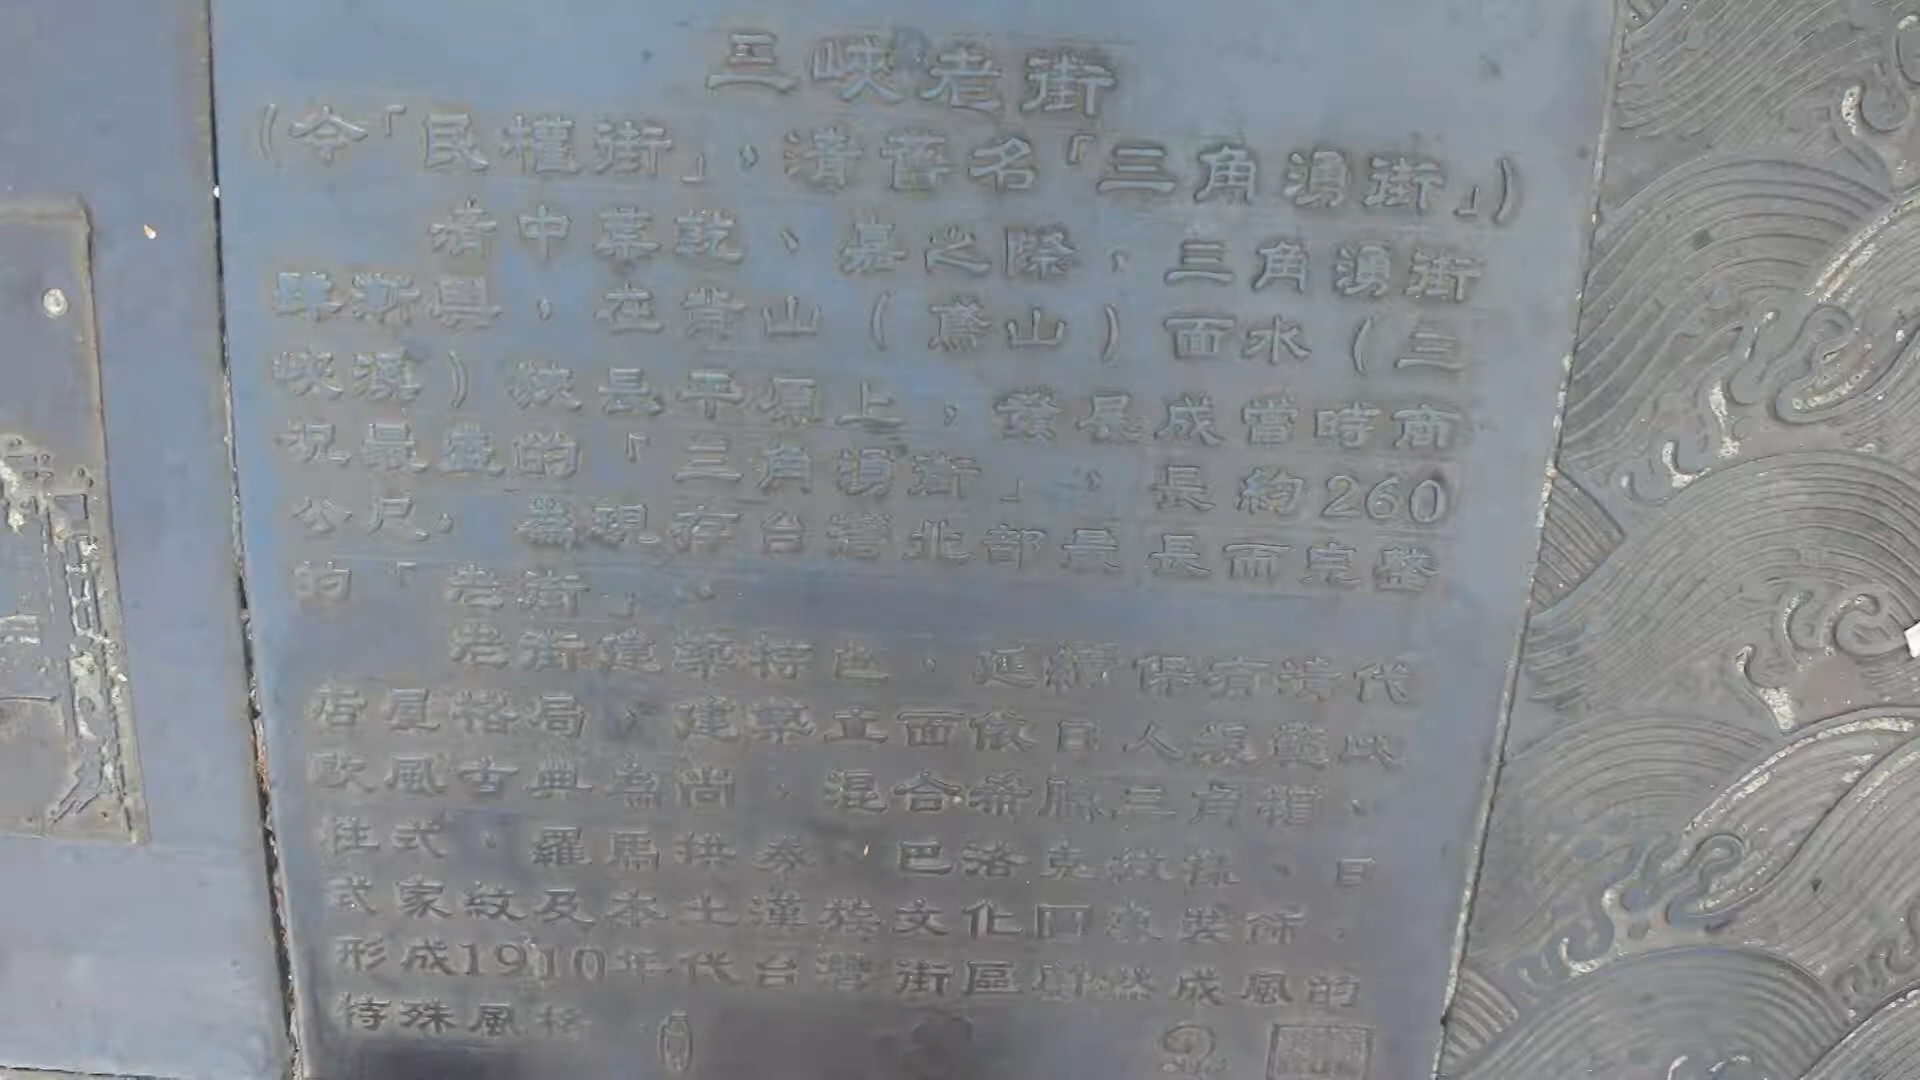 三峽老街
(今「民權街」，清舊名「三角湧街」)
清中葉說、嘉之際，三角湧街
肆漸興，在背山(鳶山)面水(三
峽溪)狹長平原上，發展成當時商
況最盛的「三角湧街」，長約260
公尺，為現存台灣北部最長而完整
的「老街」。
老街建築特色，延續保有清代
居屋格局，建築立面依日人
歐風古典為尚，混合希臘三角楣、
柱式、羅馬拱券、巴洛克紋樣、日
式家紋及本土漢族文化圖象裝飾，
形成1910年代台灣街區蔚然成風的
特殊風格